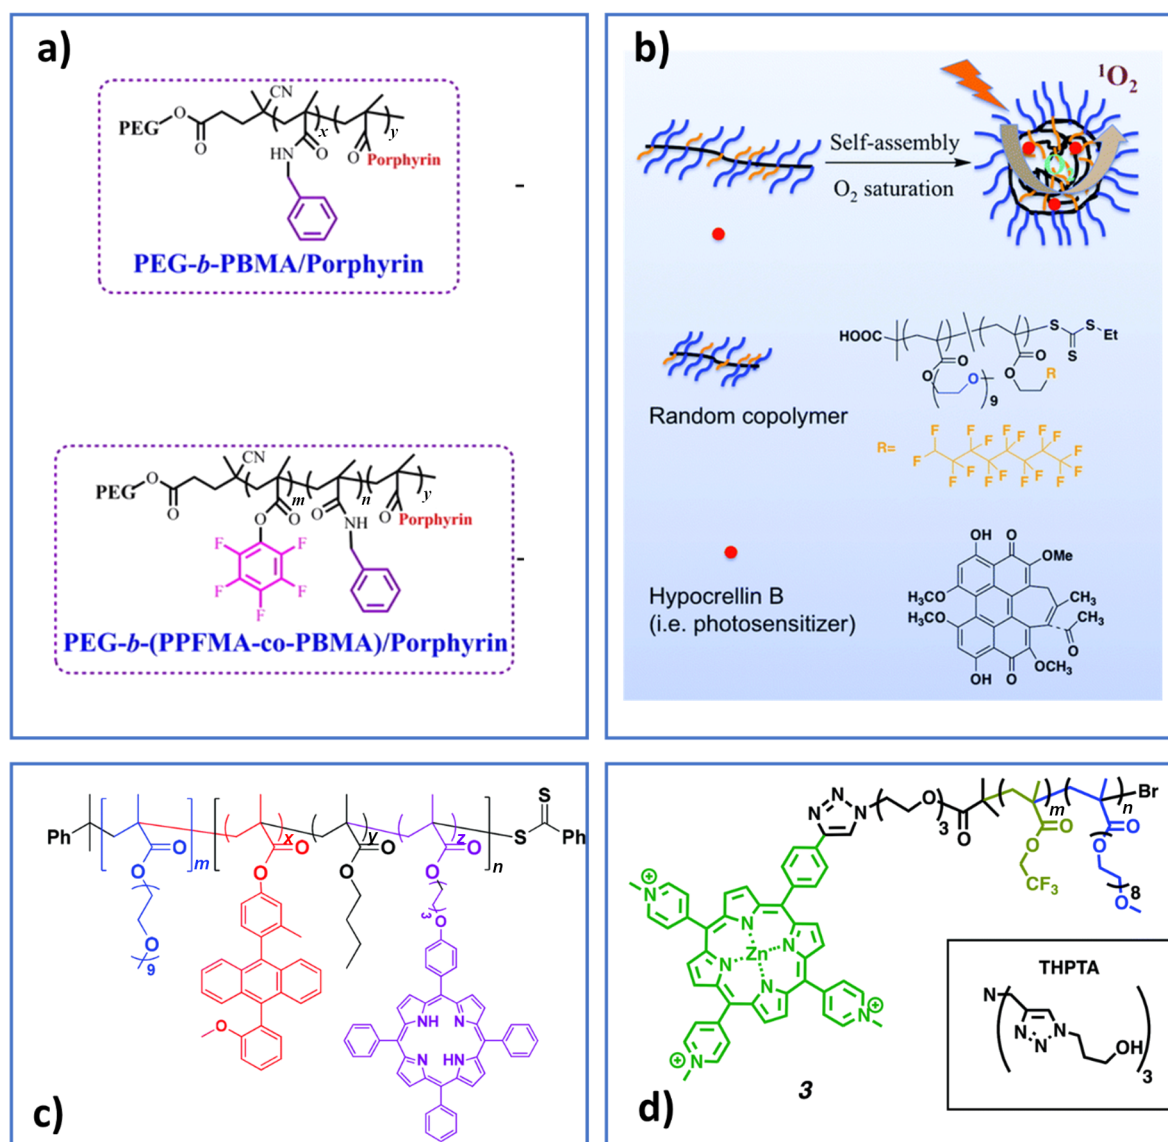 a)
CN
PEG
O
O
x
y
HN
O
O
Porphyrin
PEG-b-PBMA/Porphyrin
CN
PEG
O
O
m
n
y
O
O
O
NH
O
Porphyrin
F
F
F
F
F
PEG-b-(PPFMA-co-PBMA)/Porphyrin
b)
¹O₂
Self-assembly
O₂ saturation
HOOC
S
S
Et
S
O
O
O
O
O
R
9
Random copolymer
R=
F F F F F F F F
F F F F F F F F F
OH
O
OMe
H₃CO
H₃CO
CH₃
CH₃
O
OCH₃
OH
O
Hypocrellin B
(i.e. photosensitizer)
Ph
S
S
Ph
m
x
y
z
n
O
O
O
O
O
O
O
O
O
9
3
O
O
NH
N
N
HN
c)
N
N
N
O
3
O
O
m
n
Br
O
O
O
O
CF₃
8
O
N
N
N
N
Zn
N
N
N
3
THPTA
N
N
N
N
OH
3
d)